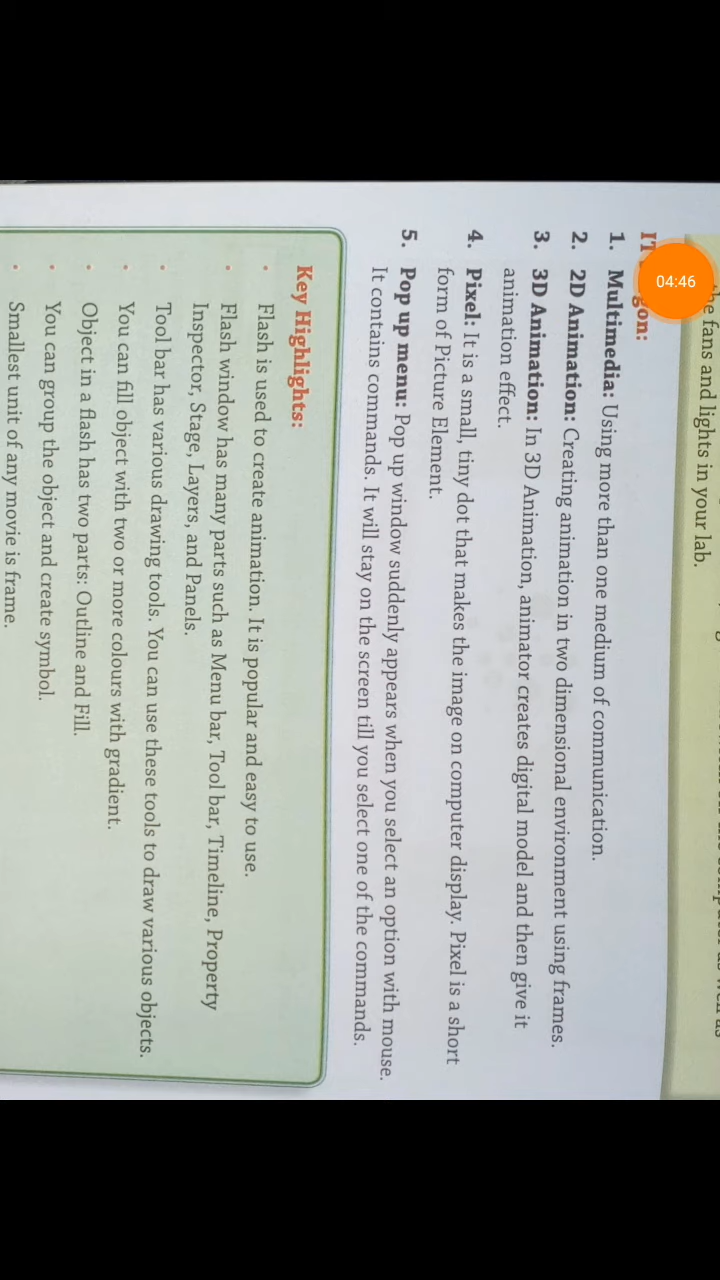 he fans and lights in your lab.
04:46
gon:
1. Multimedia: Using more than one medium of communication.
2. 2D Animation: Creating animation in two dimensional environment using frames.
3. 3D Animation: In 3D Animation, animator creates digital model and then give it
animation effect.
4. Pixel: It is a small, tiny dot that makes the image on computer display. Pixel is a short
form of Picture Element.
5. Pop up menu: Pop up window suddenly appears when you select an option with mouse.
It contains commands. It will stay on the screen till you select one of the commands.
Key Highlights:
• Flash is used to create animation. It is popular and easy to use.
• Flash window has many parts such as Menu bar, Tool bar, Timeline, Property
Inspector, Stage, Layers, and Panels.
• Tool bar has various drawing tools. You can use these tools to draw various objects.
• You can fill object with two or more colours with gradient.
• Object in a flash has two parts: Outline and Fill.
• You can group the object and create symbol.
• Smallest unit of any movie is frame.